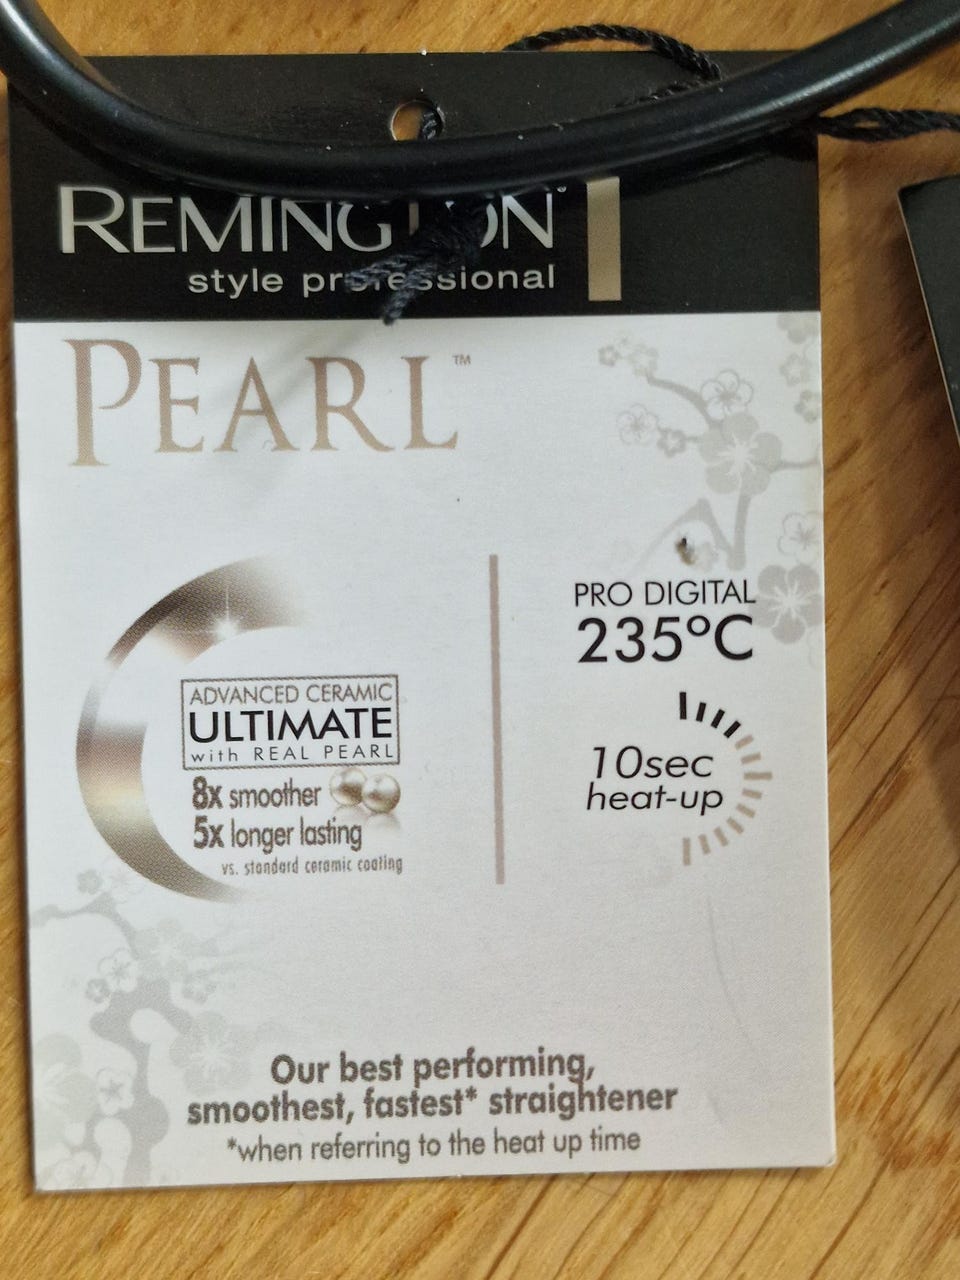 REMINGTON
style professional
PEARL™
ADVANCED CERAMIC
ULTIMATE
with REAL PEARL
8x smoother
5x longer lasting
vs. standard ceramic coating
PRO DIGITAL
235°C
10sec
heat-up
Our best performing,
smoothest, fastest* straightener
*when referring to the heat up time